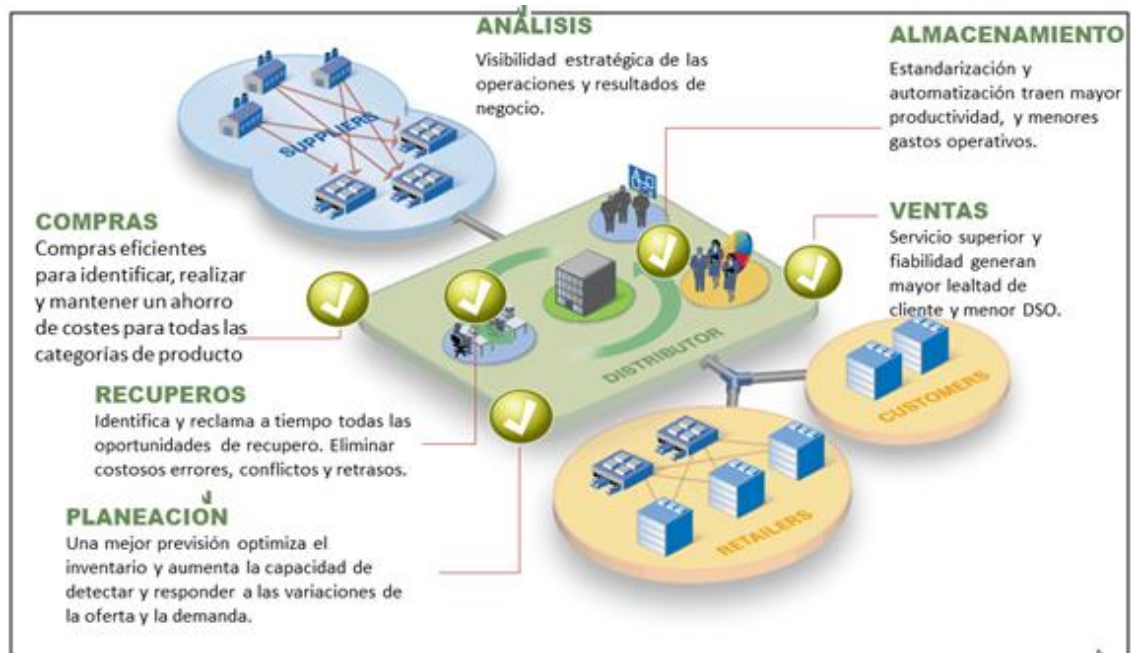 ANÁLISIS
Visibilidad estratégica de las
operaciones y resultados de
negocio.
ALMACENAMIENTO
Estandarización y
automatización traen mayor
productividad, y menores
gastos operativos.
SUPPLIERS
COMPRAS
Compras eficientes
para identificar, realizar
y mantener un ahorro
de costes para todas las
categorías de producto
VENTAS
Servicio superior y
fiabilidad generan
mayor lealtad de
cliente y menor DSO.
DISTRIBUTOR
RECUPEROS
Identifica y reclama a tiempo todas las
oportunidades de recupero. Eliminar
costosos errores, conflictos y retrasos.
CUSTOMERS
RETAILERS
PLANEACIÓN
Una mejor previsión optimiza el
inventario y aumenta la capacidad de
detectar y responder a las variaciones de
la oferta y la demanda.